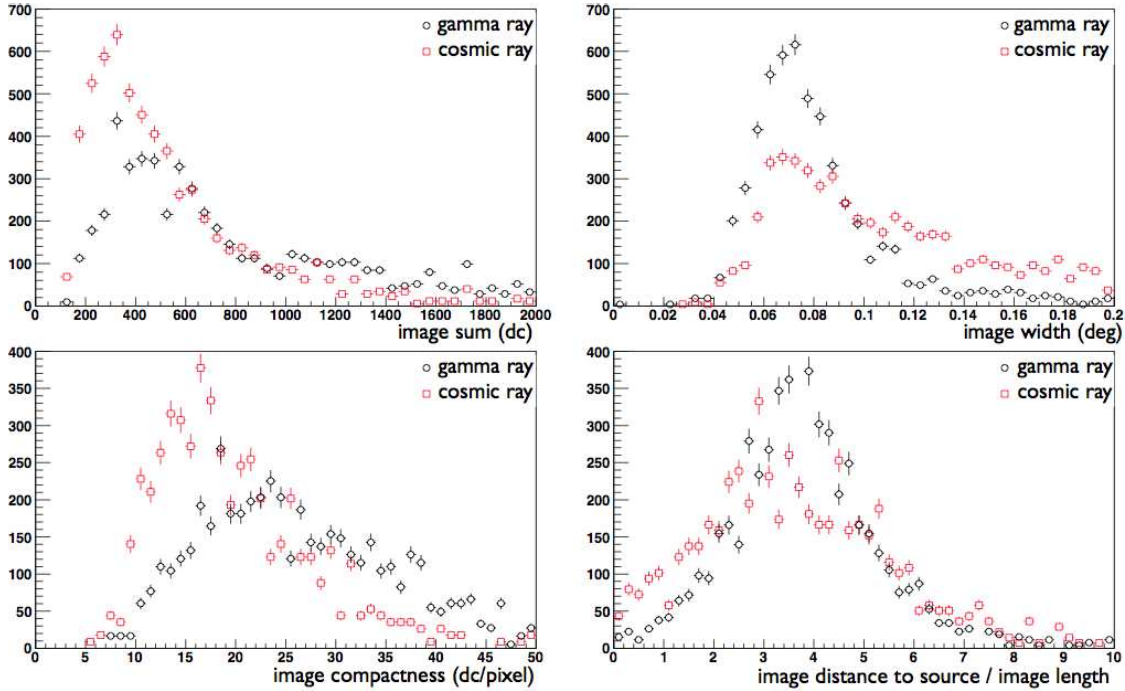 700
600
500
400
300
200
100
0
gamma ray
cosmic ray
0 200 400 600 800 1000 1200 1400 1600 1800 2000
image sum (dc)
700
600
500
400
300
200
100
0
gamma ray
cosmic ray
0 0.02 0.04 0.06 0.08 0.1 0.12 0.14 0.16 0.18 0.2
image width (deg)
400
350
300
250
200
150
100
50
0
gamma ray
cosmic ray
0 5 10 15 20 25 30 35 40 45 50
image compactness (dc/pixel)
400
350
300
250
200
150
100
50
0
gamma ray
cosmic ray
0 1 2 3 4 5 6 7 8 9 10
image distance to source / image length